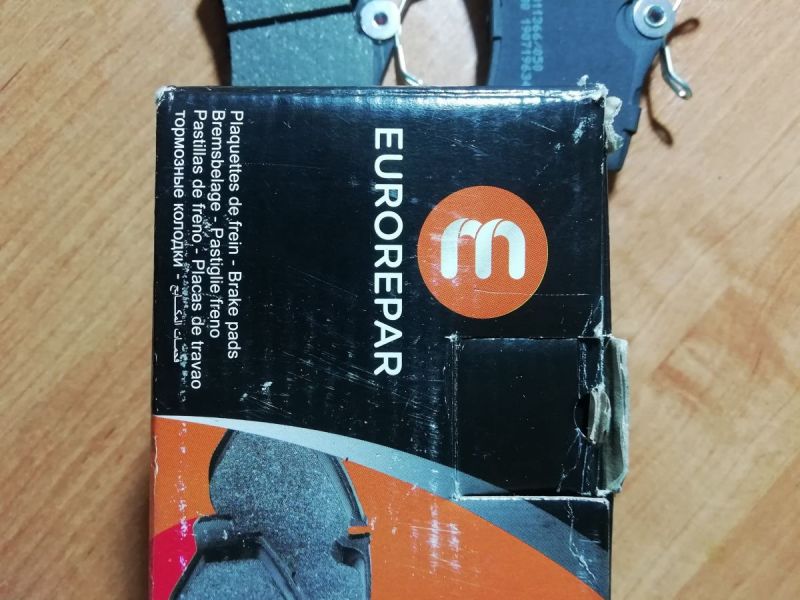 EUROREPAR
Plaquettes de frein - Brake pads
Bremsbelage - Pastiglie freno
Pastillas de freno - Placas de travao
тормозные колодки -